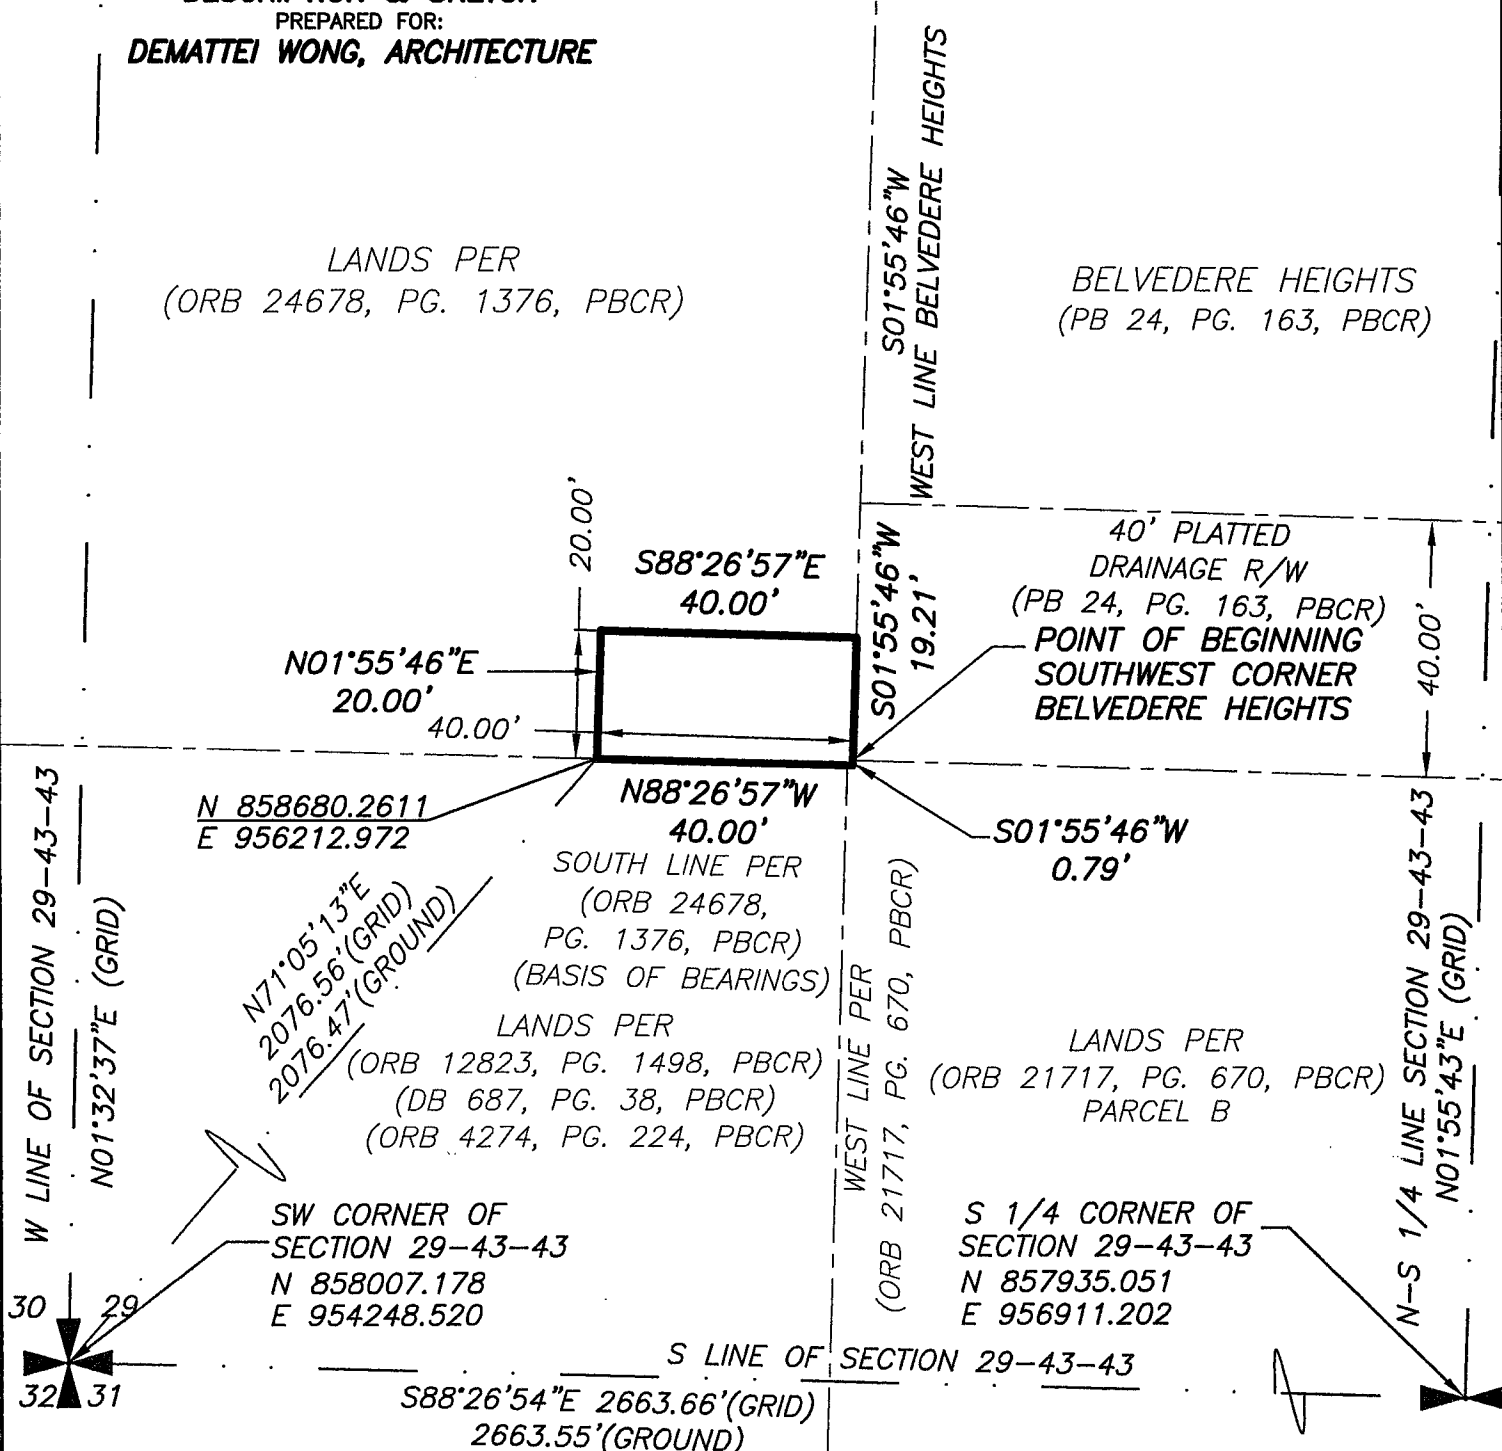 PREPARED FOR:
DEMATTEI WONG, ARCHITECTURE
LANDS PER
(ORB 24678, PG. 1376, PBCR)
S01°55'46"W
WEST LINE BELVEDERE HEIGHTS
BELVEDERE HEIGHTS
(PB 24, PG. 163, PBCR)
20.00'
S88°26'57"E
40.00'
S01°55'46"W
19.21'
40' PLATTED
DRAINAGE R/W
(PB 24, PG. 163, PBCR)
POINT OF BEGINNING
SOUTHWEST CORNER
BELVEDERE HEIGHTS
40.00'
N01°55'46"E
20.00'
40.00'
N 858680.2611
E 956212.972
N88°26'57"W
40.00'
S01°55'46"W
0.79'
SOUTH LINE PER
(ORB 24678,
PG. 1376, PBCR)
(BASIS OF BEARINGS)
N71°05'13"E
2076.56'(GRID)
2076.47'(GROUND)
LANDS PER
(ORB 12823, PG. 1498, PBCR)
(DB 687, PG. 38, PBCR)
(ORB 4274, PG. 224, PBCR)
WEST LINE PER
(ORB 21717, PG. 670, PBCR)
LANDS PER
(ORB 21717, PG. 670, PBCR)
PARCEL B
W LINE OF SECTION 29-43-43
N01°32'37"E (GRID)
N-S 1/4 LINE SECTION 29-43-43
N01°55'43"E (GRID)
SW CORNER OF
SECTION 29-43-43
N 858007.178
E 954248.520
S 1/4 CORNER OF
SECTION 29-43-43
N 857935.051
E 956911.202
30 29
32 31
S LINE OF SECTION 29-43-43
S88°26'54"E 2663.66'(GRID)
2663.55'(GROUND)